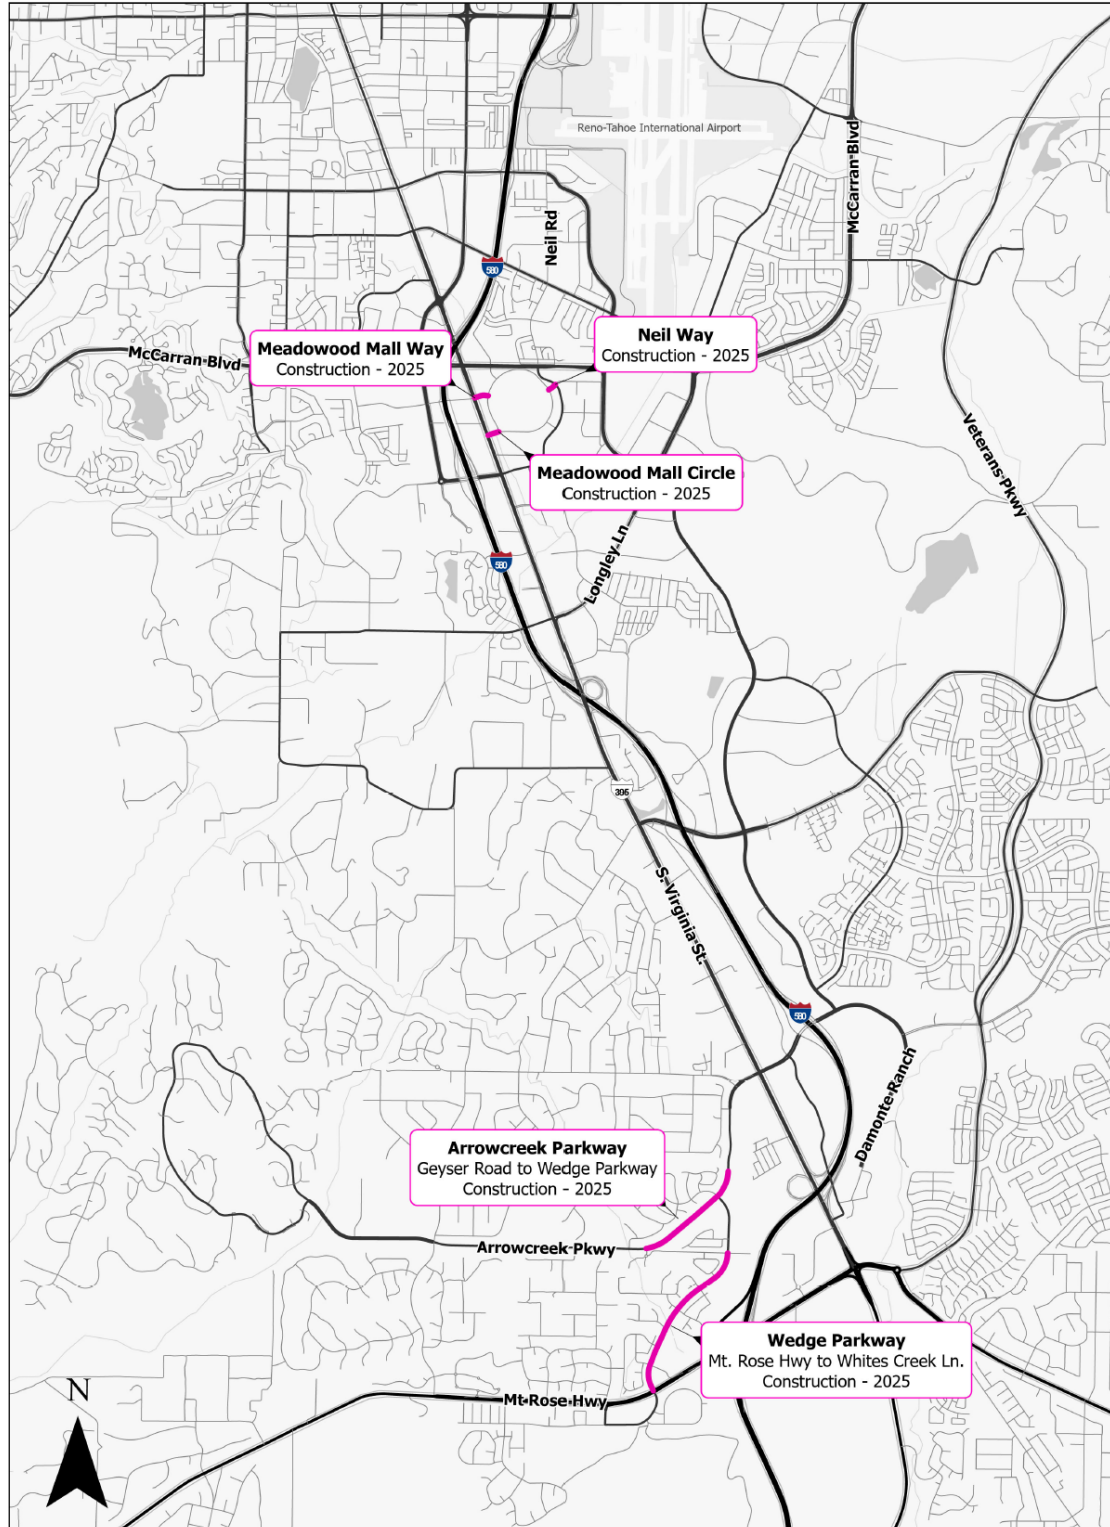 Reno-Tahoe International Airport
McCarran Blvd
Neil Rd
580
Neil Way
Construction - 2025
Meadowood Mall Way
Construction - 2025
McCarran Blvd
Veterans Pkwy
Meadowood Mall Circle
Construction - 2025
Longley Ln
580
395
S. Virginia St.
580
Damonte Ranch
Arrowcreek Parkway
Geyser Road to Wedge Parkway
Construction - 2025
Arrowcreek Pkwy
Wedge Parkway
Mt. Rose Hwy to Whites Creek Ln.
Construction - 2025
Mt Rose Hwy
N